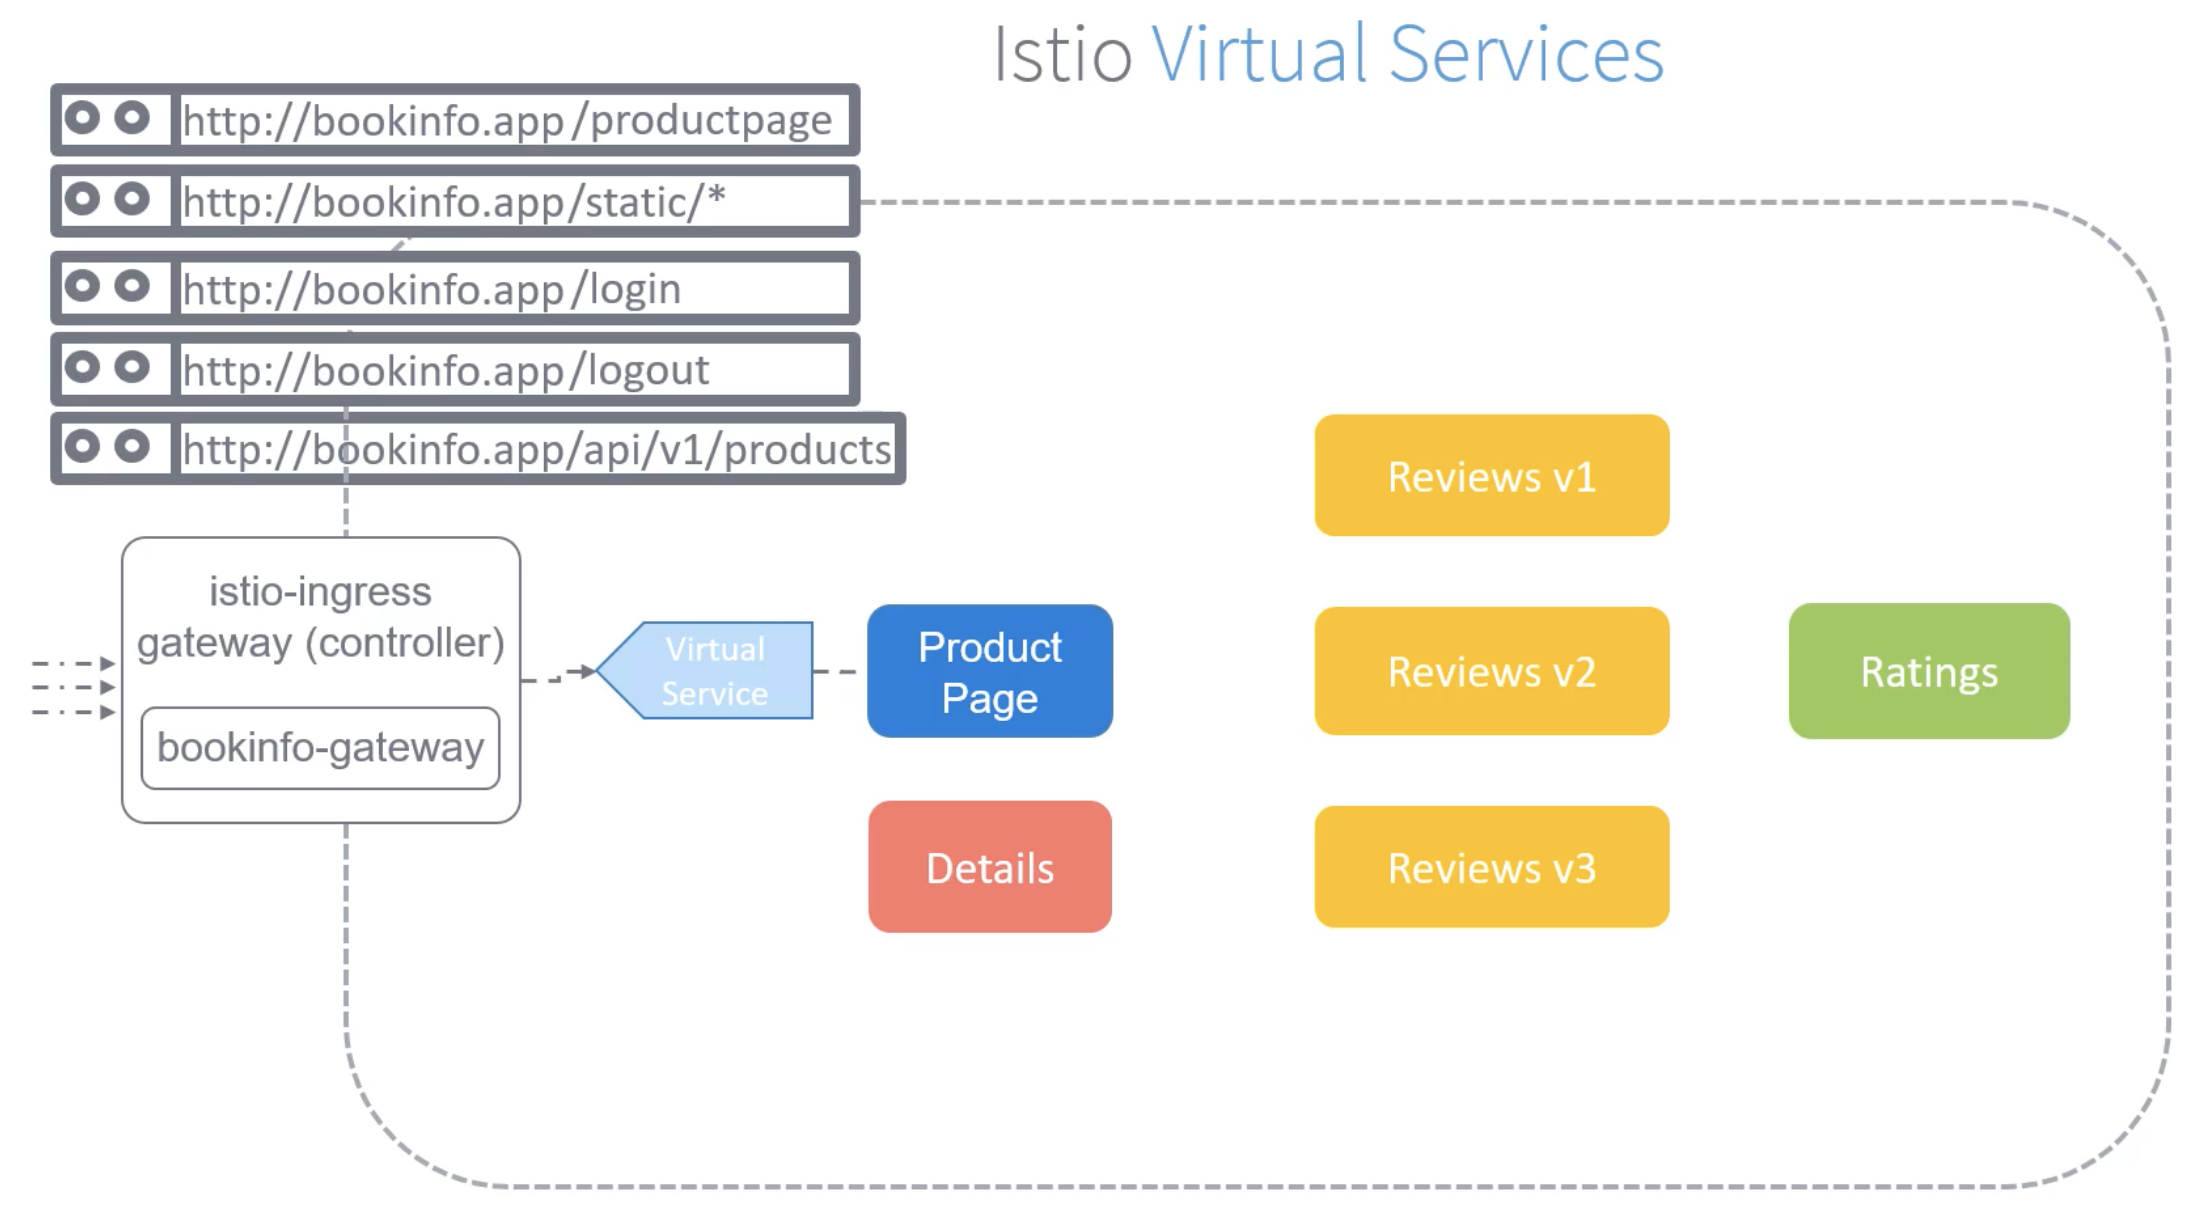 Istio Virtual Services
http://bookinfo.app/productpage
http://bookinfo.app/static/*
http://bookinfo.app/login
http://bookinfo.app/logout
http://bookinfo.app/api/v1/products
istio-ingress
gateway (controller)
bookinfo-gateway
Virtual
Service
Product
Page
Details
Reviews v1
Reviews v2
Reviews v3
Ratings